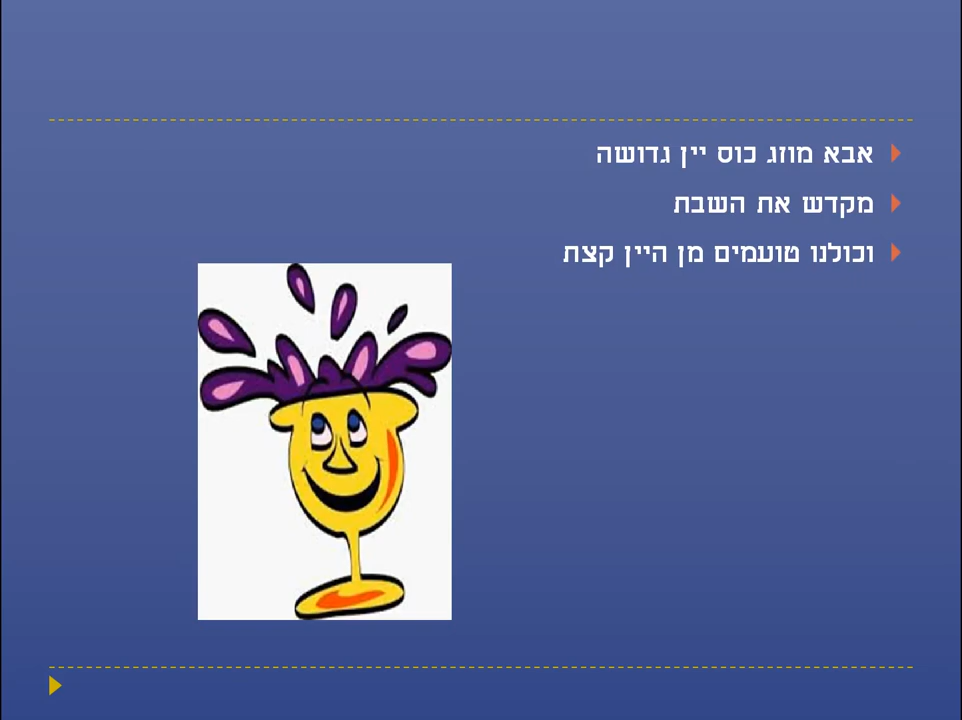 אבא מוזג כוס יין גדושה
מקדש את השבת
וכולנו טועמים מן היין קצת